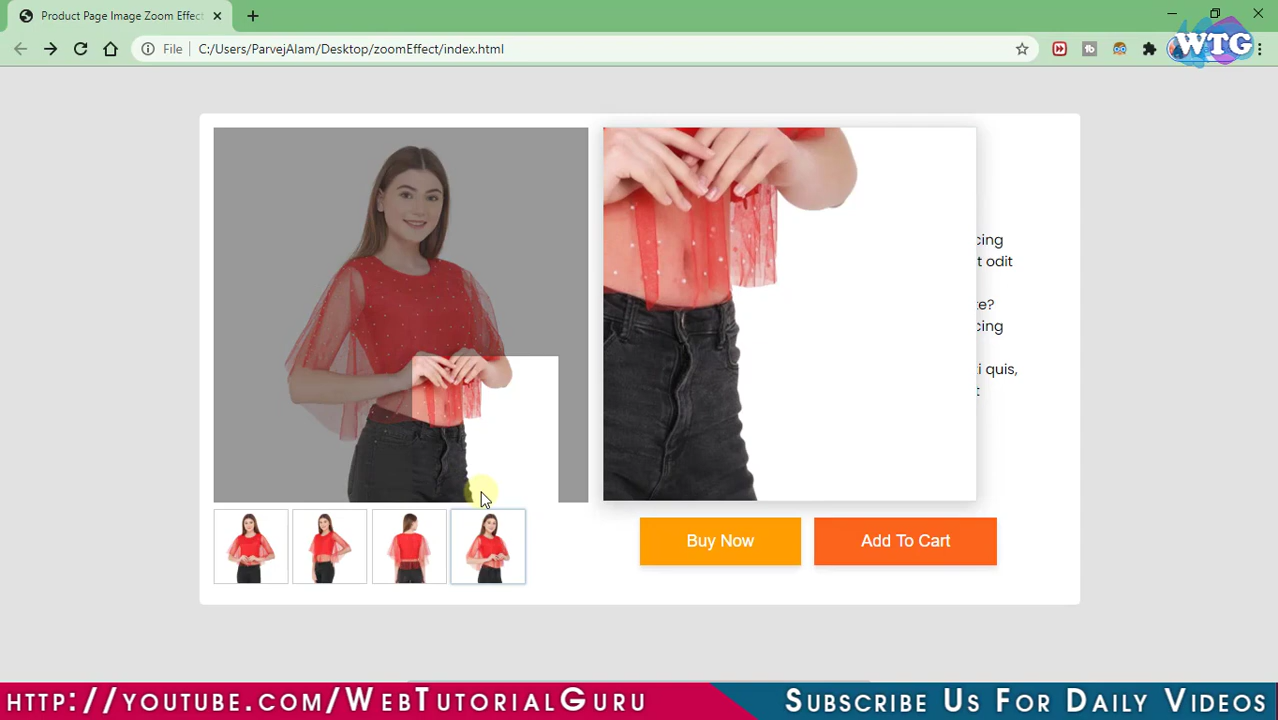 Product Page Image Zoom Effect
File
C:/Users/ParvejAlam/Desktop/zoomEffect/index.html
WTG
cing
t odit
te?
cing
i quis,
t
Buy Now
Add To Cart
HTTP://YOUTUBE.COM/WEBTUTORIALGURU
SUBSCRIBE US FOR DAILY VIDEOS